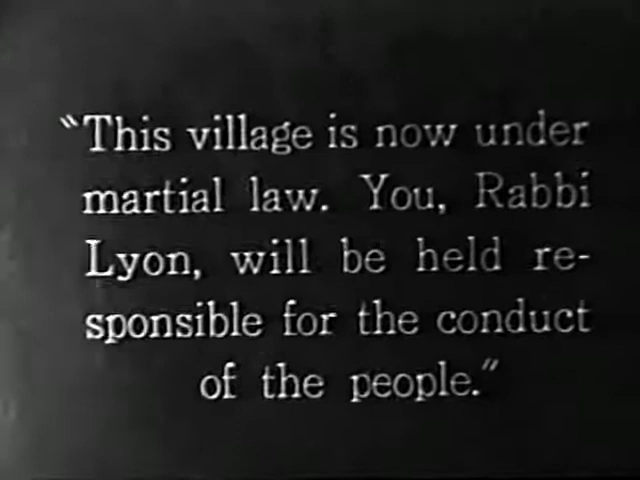 “This village is now under
martial law. You, Rabbi
Lyon, will be held re-
sponsible for the conduct
of the people.”